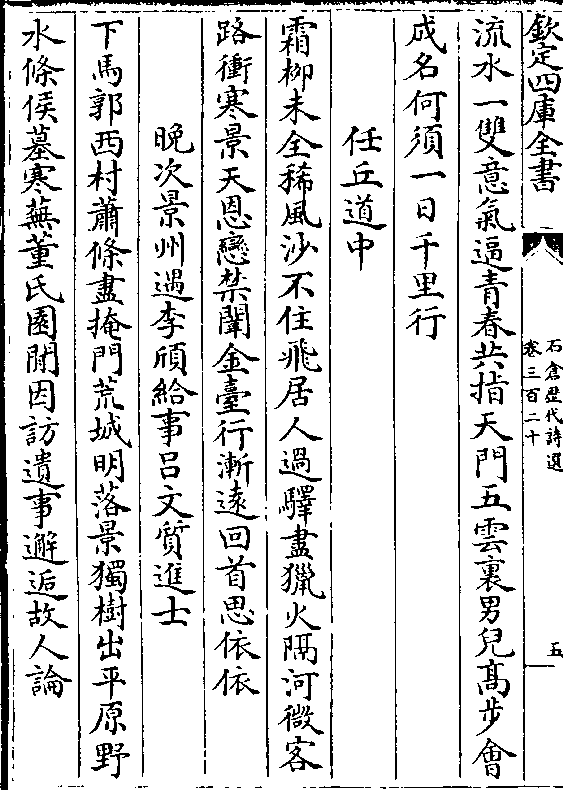 欽定四庫全書
石倉歷代詩選
卷三百二十
五
流水一雙意氣逼青春共指天門五雲裏男兒高步會
成名何須一日千里行
任丘道中
霜柳未全稀風沙不住飛居人過驛盡獵火隔河微客
路衝寒景天恩戀禁闈金臺行漸遠回首思依依
晚次景州遇李頎給事呂文質進士
下馬郭西村蕭條盡掩門荒城明落景獨樹出平原野
水條侯墓寒蕪董氏園閒因訪遺事邂逅故人論